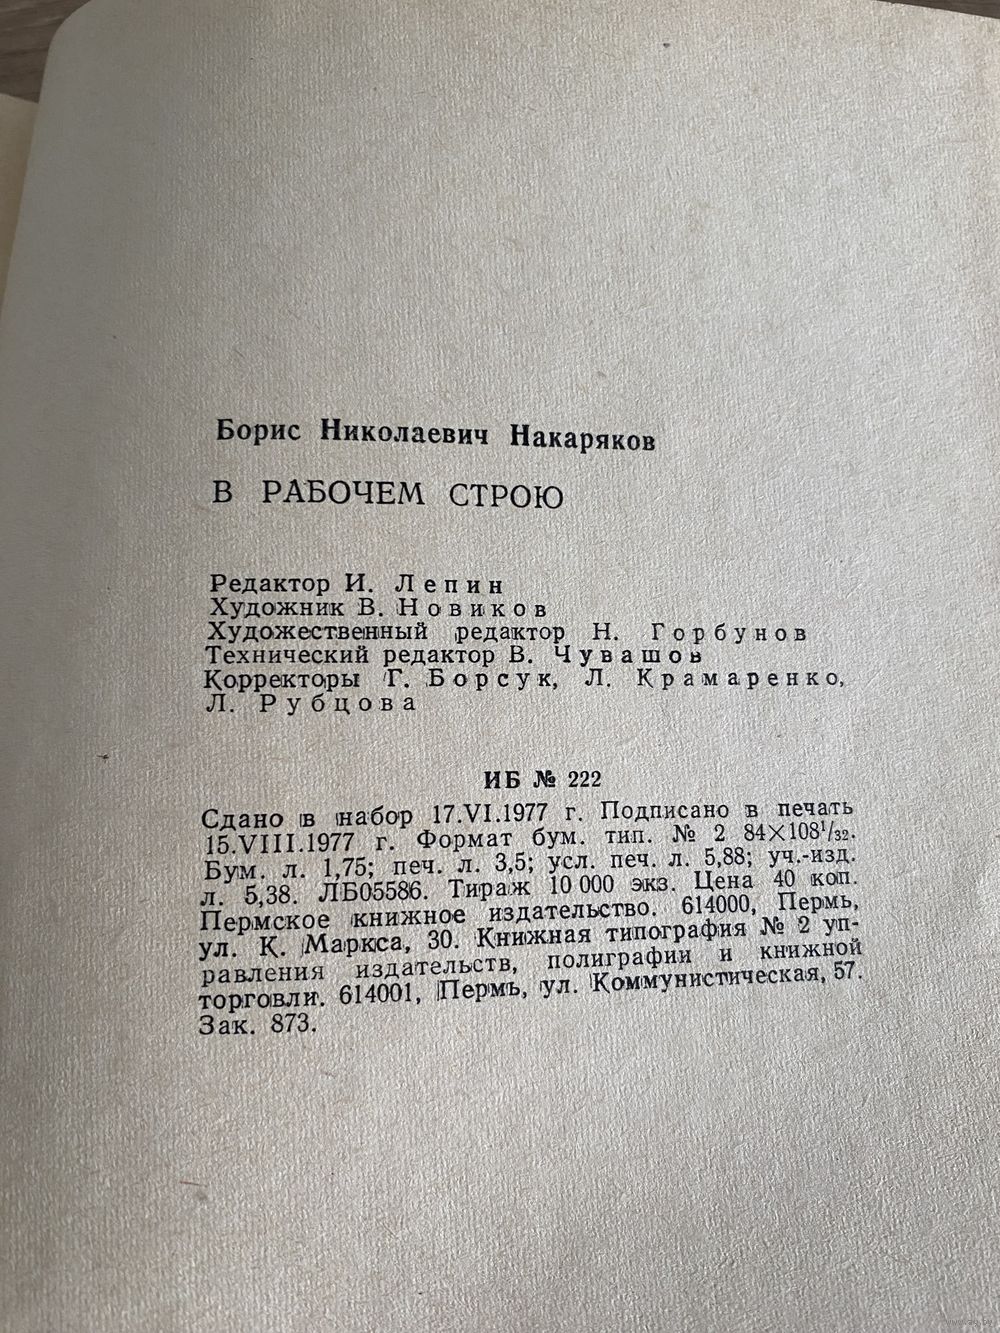 Борис Николаевич Накаряков
В РАБОЧЕМ СТРОЮ
Редактор И. Лепин
Художник В. Новиков
Художественный редактор Н. Горбунов
Технический редактор В. Чувашов
Корректоры Г. Борсук, Л. Крамаренко,
Л. Рубцова
ИБ № 222
Сдано в набор 17.VI.1977 г. Подписано в печать
15.VIII.1977 г. Формат бум. тип. № 2 84×108¹/₃₂.
Бум. л. 1,75; печ. л. 3,5; усл. печ. л. 5,88; уч.-изд.
л. 5,38. ЛБ05586. Тираж 10 000 экз. Цена 40 коп.
Пермское книжное издательство. 614000, Пермь,
ул. К. Маркса, 30. Книжная типография № 2 уп-
равления издательств, полиграфии и книжной
торговли. 614001, Пермь, ул. Коммунистическая, 57.
Зак. 873.